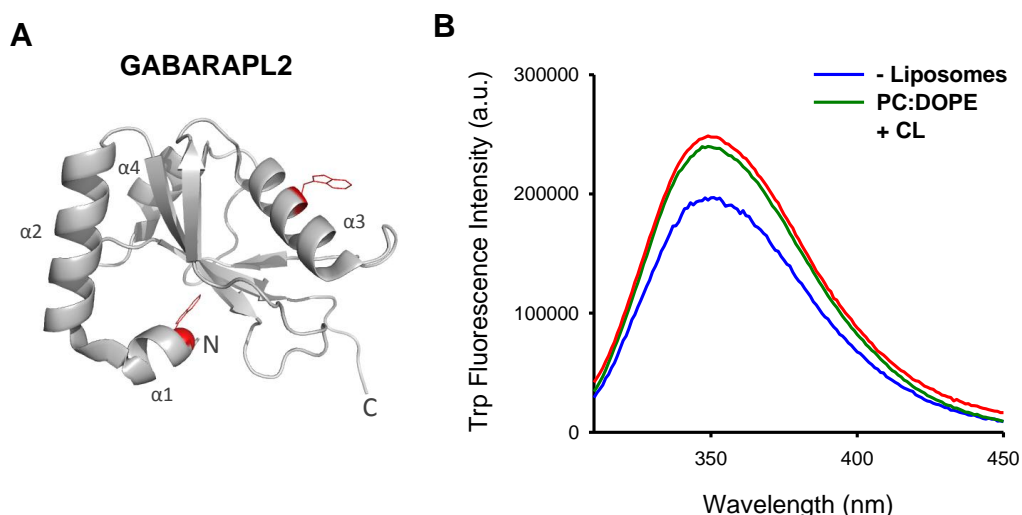 A
GABARAPL2
α4
α2
α3
N
α1
C
B
Trp Fluorescence Intensity (a.u.)
300000
200000
100000
0
350
400
450
Wavelength (nm)
- Liposomes
PC:DOPE
+ CL